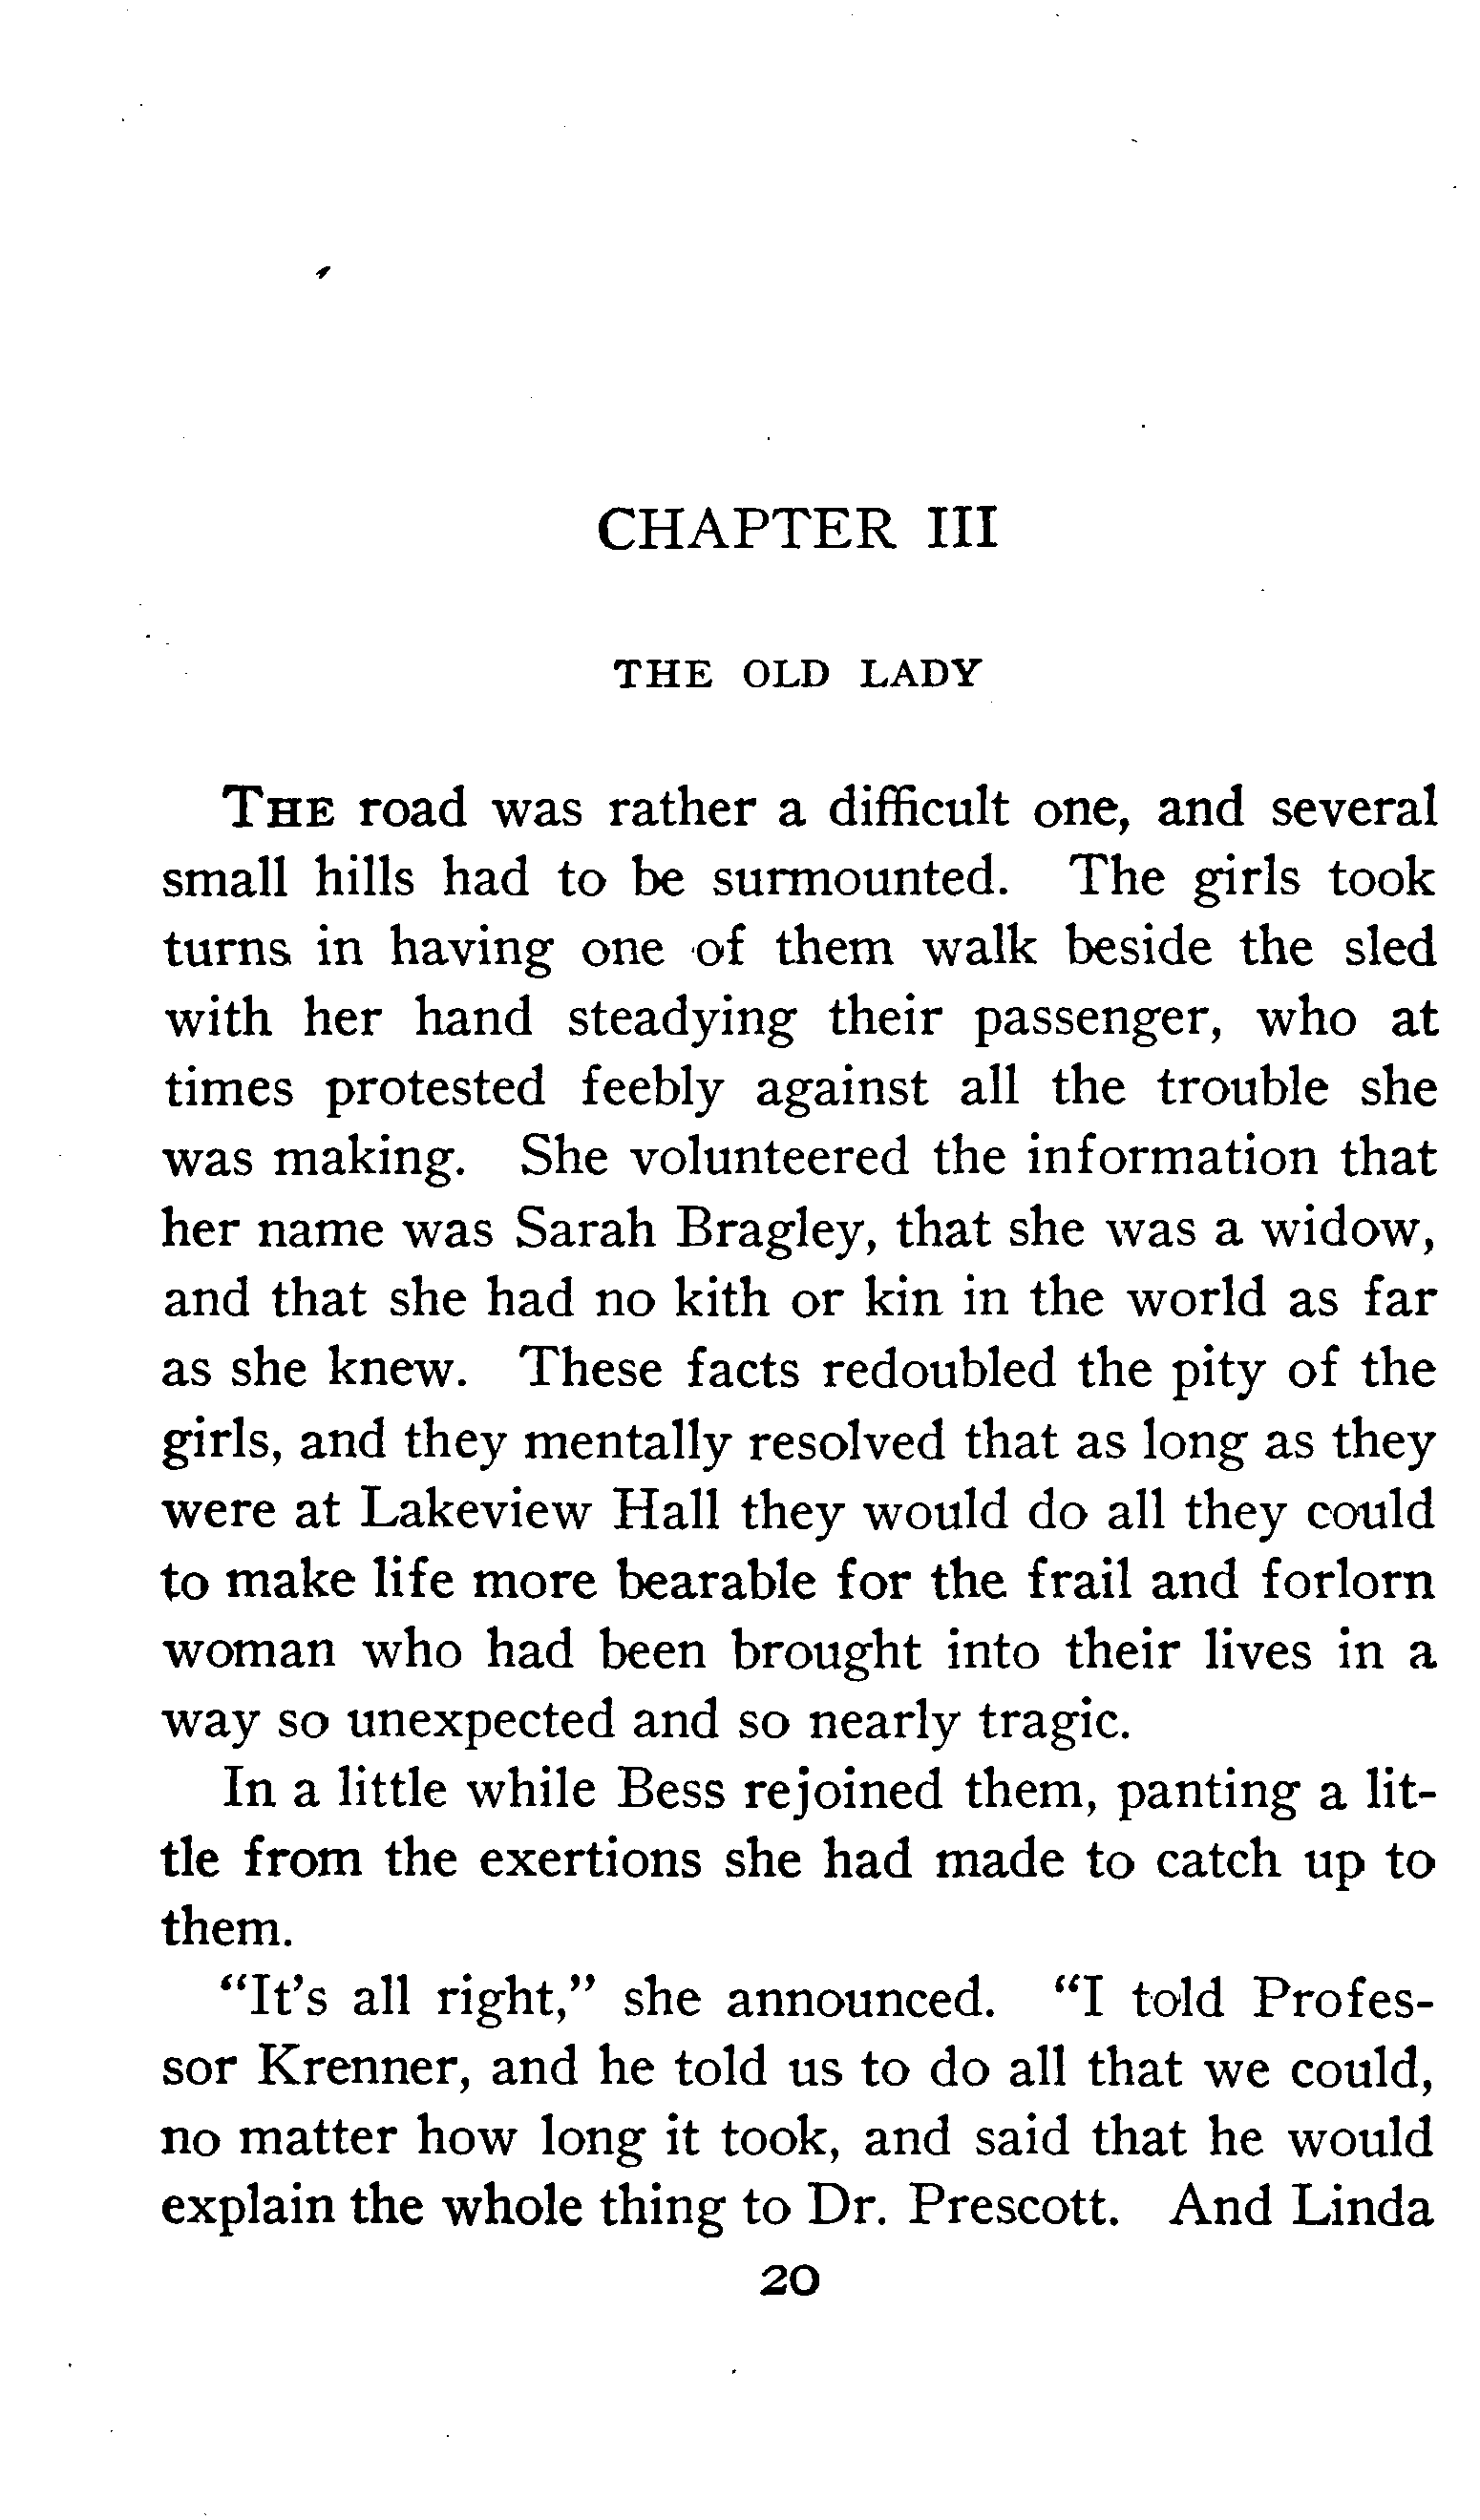 CHAPTER III
THE OLD LADY
THE road was rather a difficult one, and several
small hills had to be surmounted. The girls took
turns in having one of them walk beside the sled
with her hand steadying their passenger, who at
times protested feebly against all the trouble she
was making. She volunteered the information that
her name was Sarah Bragley, that she was a widow,
and that she had no kith or kin in the world as far
as she knew. These facts redoubled the pity of the
girls, and they mentally resolved that as long as they
were at Lakeview Hall they would do all they could
to make life more bearable for the frail and forlorn
woman who had been brought into their lives in a
way so unexpected and so nearly tragic.
In a little while Bess rejoined them, panting a lit-
tle from the exertions she had made to catch up to
them.
“It’s all right,” she announced. “I told Profes-
sor Krenner, and he told us to do all that we could,
no matter how long it took, and said that he would
explain the whole thing to Dr. Prescott. And Linda
20